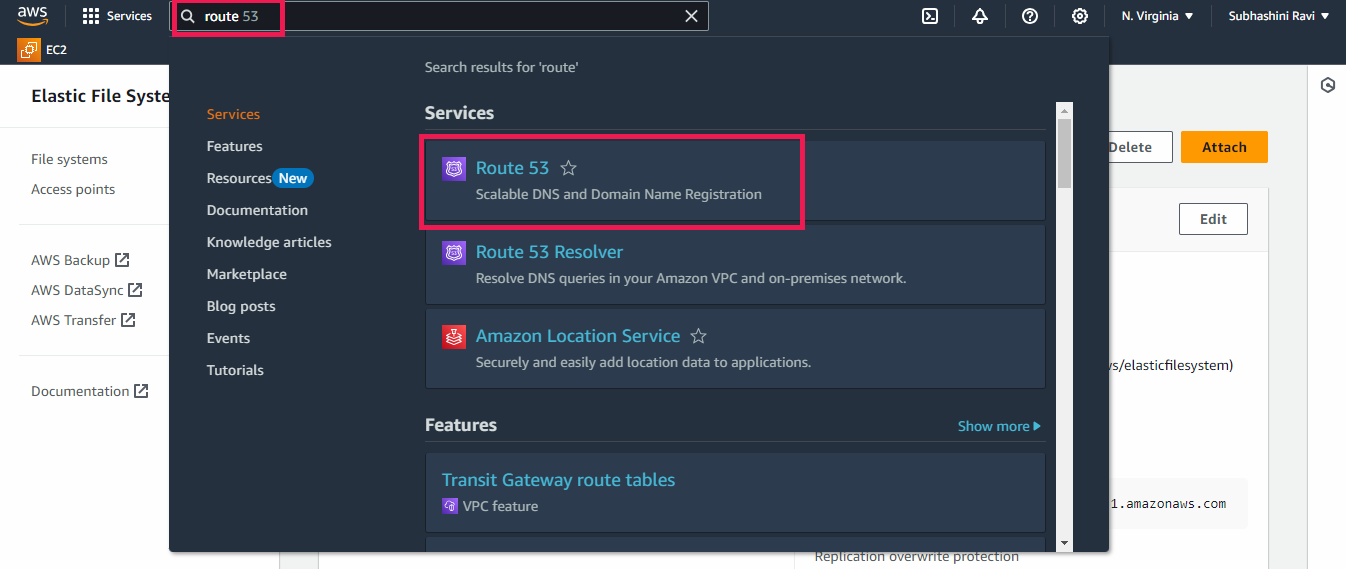 aws
Services
route 53
N. Virginia
Subhashini Ravi
EC2
Search results for 'route'
Elastic File Syste
File systems
Access points
AWS Backup
AWS DataSync
AWS Transfer
Documentation
Services
Features
Resources New
Documentation
Knowledge articles
Marketplace
Blog posts
Events
Tutorials
Services
Route 53
Scalable DNS and Domain Name Registration
Route 53 Resolver
Resolve DNS queries in your Amazon VPC and on-premises network.
Amazon Location Service
Securely and easily add location data to applications.
Features
Show more
Transit Gateway route tables
VPC feature
Delete
Attach
Edit
/elasticfilesystem)
1.amazonaws.com
Replication overwrite protection